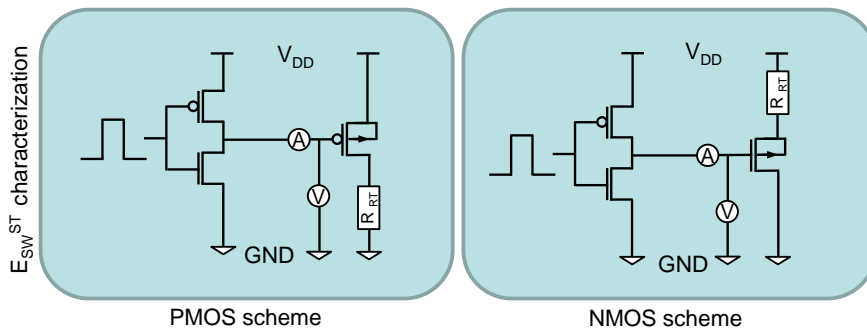 E_SW^ST characterization
V_DD
A
V
R_RT
GND
PMOS scheme
V_DD
R_RT
A
V
GND
NMOS scheme